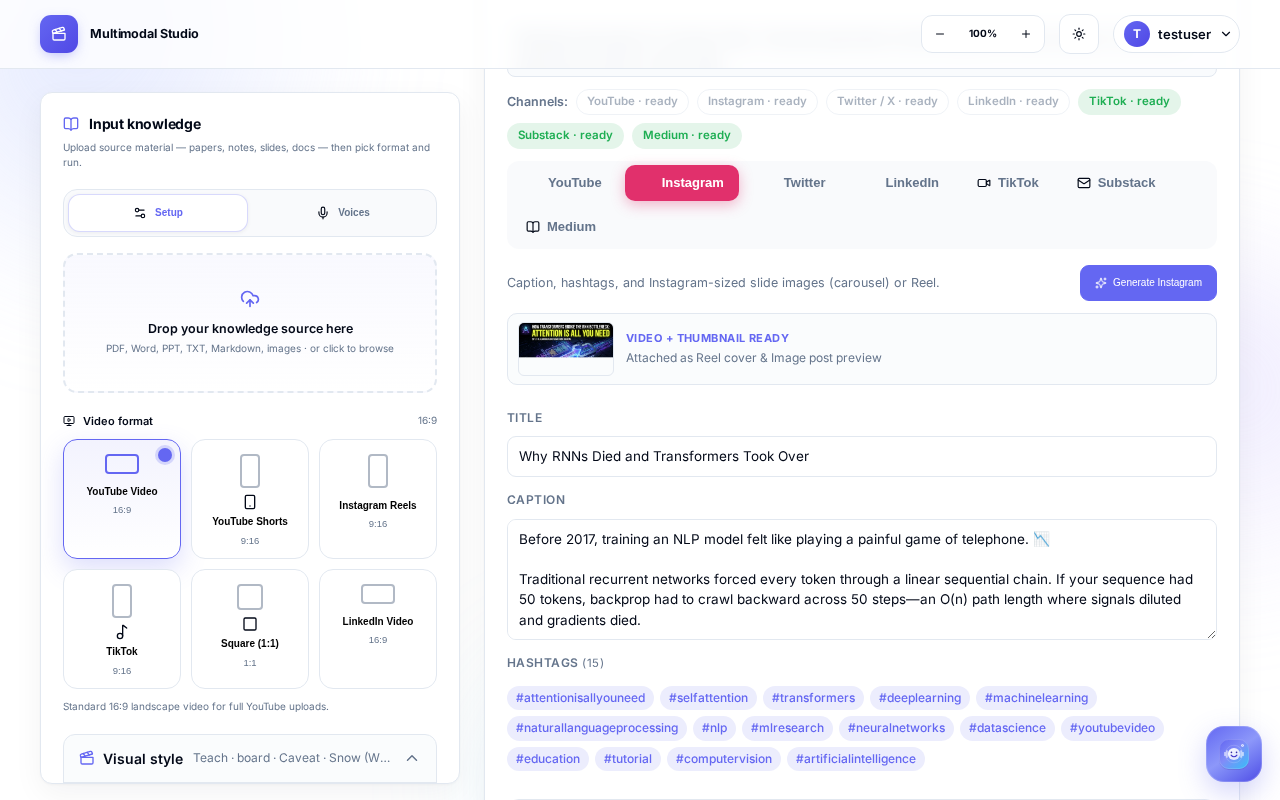 Multimodal Studio
100%
T testuser
Input knowledge
Upload source material — papers, notes, slides, docs — then pick format and
run.
Setup
Voices
Drop your knowledge source here
PDF, Word, PPT, TXT, Markdown, images · or click to browse
Video format
16:9
YouTube Video
16:9
YouTube Shorts
9:16
Instagram Reels
9:16
TikTok
9:16
Square (1:1)
1:1
LinkedIn Video
16:9
Standard 16:9 landscape video for full YouTube uploads.
Visual style Teach · board · Caveat · Snow (W...
Channels: YouTube · ready Instagram · ready Twitter / X · ready LinkedIn · ready TikTok · ready
Substack · ready Medium · ready
YouTube Instagram Twitter LinkedIn TikTok Substack
Medium
Caption, hashtags, and Instagram-sized slide images (carousel) or Reel.
Generate Instagram
ATTENTION IS ALL YOU NEED
VIDEO + THUMBNAIL READY
Attached as Reel cover & Image post preview
TITLE
Why RNNs Died and Transformers Took Over
CAPTION
Before 2017, training an NLP model felt like playing a painful game of telephone. 📉
Traditional recurrent networks forced every token through a linear sequential chain. If your sequence had
50 tokens, backprop had to crawl backward across 50 steps—an O(n) path length where signals diluted
and gradients died.
HASHTAGS (15)
#attentionisallyouneed #selfattention #transformers #deeplearning #machinelearning
#naturallanguageprocessing #nlp #mlresearch #neuralnetworks #datascience #youtubevideo
#education #tutorial #computervision #artificialintelligence